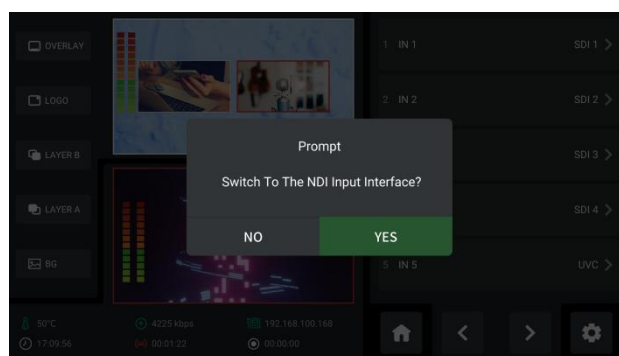 OVERLAY
LOGO
LAYER B
LAYER A
BG
1 IN 1 SDI 1
2 IN 2 SDI 2
SDI 3
SDI 4
5 IN 5 UVC
Prompt
Switch To The NDI Input Interface?
NO YES
50°C 4225 kbps 192.168.100.168
17:09:56 00:01:22 00:00:00